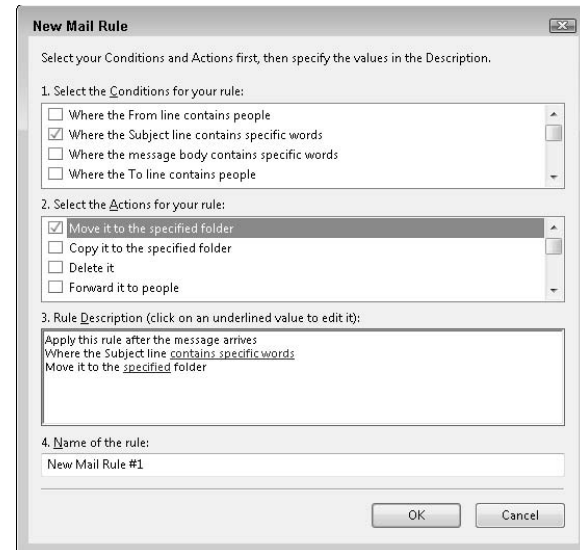 New Mail Rule
Select your Conditions and Actions first, then specify the values in the Description.
1. Select the Conditions for your rule:
Where the From line contains people
Where the Subject line contains specific words
Where the message body contains specific words
Where the To line contains people
2. Select the Actions for your rule:
Move it to the specified folder
Copy it to the specified folder
Delete it
Forward it to people
3. Rule Description (click on an underlined value to edit it):
Apply this rule after the message arrives
Where the Subject line contains specific words
Move it to the specified folder
4. Name of the rule:
New Mail Rule #1
OK Cancel